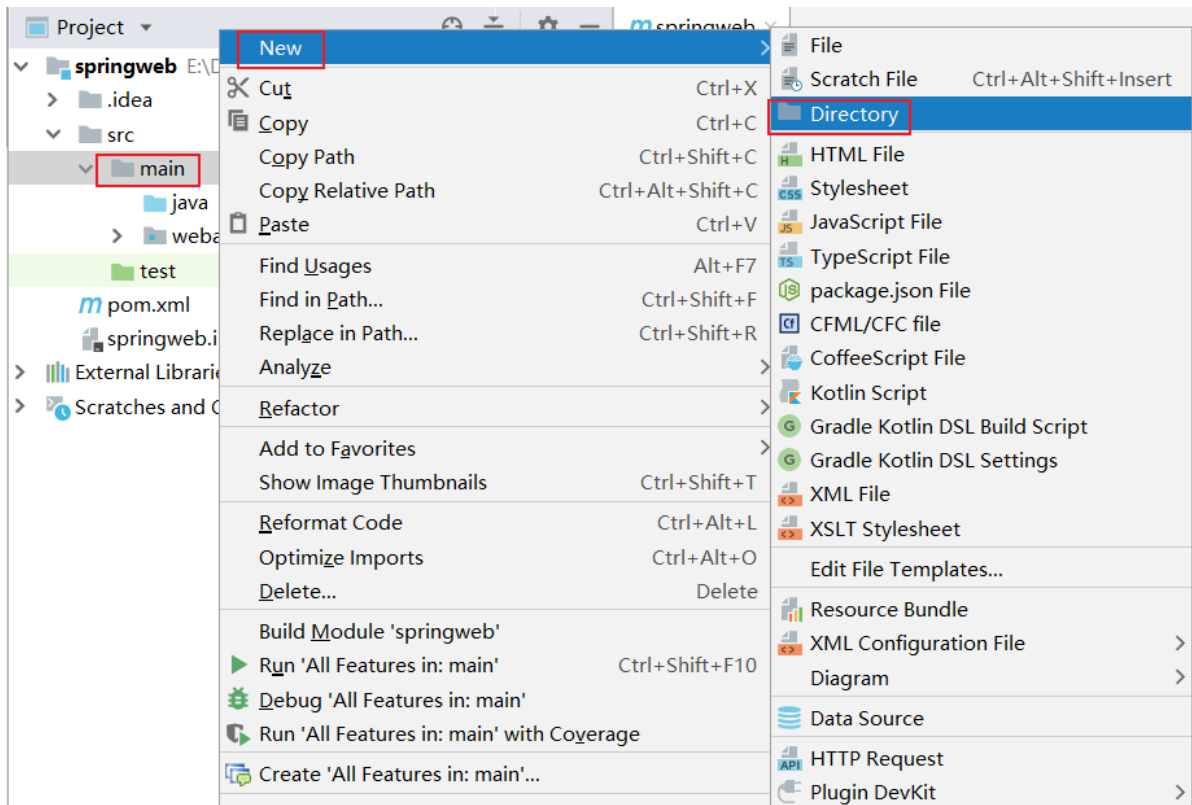 Project
springweb
springweb E:\D
.idea
src
main
java
weba
test
pom.xml
springweb.i
External Librarie
Scratches and C
New
Cut Ctrl+X
Copy Ctrl+C
Copy Path Ctrl+Shift+C
Copy Relative Path Ctrl+Alt+Shift+C
Paste Ctrl+V
Find Usages Alt+F7
Find in Path... Ctrl+Shift+F
Replace in Path... Ctrl+Shift+R
Analyze
Refactor
Add to Favorites
Show Image Thumbnails Ctrl+Shift+T
Reformat Code Ctrl+Alt+L
Optimize Imports Ctrl+Alt+O
Delete... Delete
Build Module 'springweb'
Run 'All Features in: main' Ctrl+Shift+F10
Debug 'All Features in: main'
Run 'All Features in: main' with Coverage
Create 'All Features in: main'...
File
Scratch File Ctrl+Alt+Shift+Insert
Directory
HTML File
Stylesheet
JavaScript File
TypeScript File
package.json File
CFML/CFC file
CoffeeScript File
Kotlin Script
Gradle Kotlin DSL Build Script
Gradle Kotlin DSL Settings
XML File
XSLT Stylesheet
Edit File Templates...
Resource Bundle
XML Configuration File
Diagram
Data Source
HTTP Request
Plugin DevKit